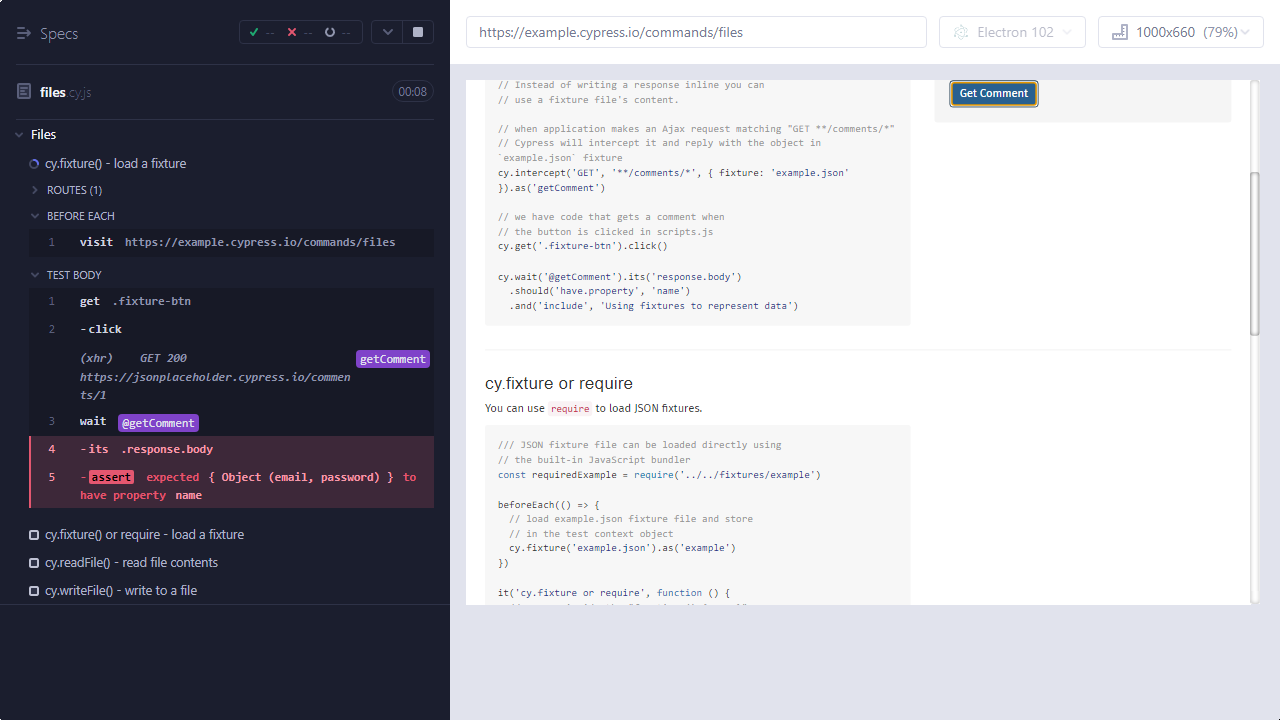 Specs
-- -- --
files.cy.js 00:08
Files
cy.fixture() - load a fixture
ROUTES (1)
BEFORE EACH
1 visit https://example.cypress.io/commands/files
TEST BODY
1 get .fixture-btn
2 -click
(xhr) GET 200 getComment
https://jsonplaceholder.cypress.io/commen
ts/1
3 wait @getComment
4 -its .response.body
5 -assert expected { Object (email, password) } to
have property name
cy.fixture() or require - load a fixture
cy.readFile() - read file contents
cy.writeFile() - write to a file
https://example.cypress.io/commands/files
Electron 102
1000x660 (79%)
// Instead of writing a response inline you can
// use a fixture file's content.
// when application makes an Ajax request matching "GET **/comments/*"
// Cypress will intercept it and reply with the object in
`example.json` fixture
cy.intercept('GET', '**/comments/*', { fixture: 'example.json'
}).as('getComment')
// we have code that gets a comment when
// the button is clicked in scripts.js
cy.get('.fixture-btn').click()
cy.wait('@getComment').its('response.body')
.should('have.property', 'name')
.and('include', 'Using fixtures to represent data')
Get Comment
cy.fixture or require
You can use require to load JSON fixtures.
/// JSON fixture file can be loaded directly using
// the built-in JavaScript bundler
const requiredExample = require('../../fixtures/example')
beforeEach(() => {
// load example.json fixture file and store
// in the test context object
cy.fixture('example.json').as('example')
})
it('cy.fixture or require', function () {